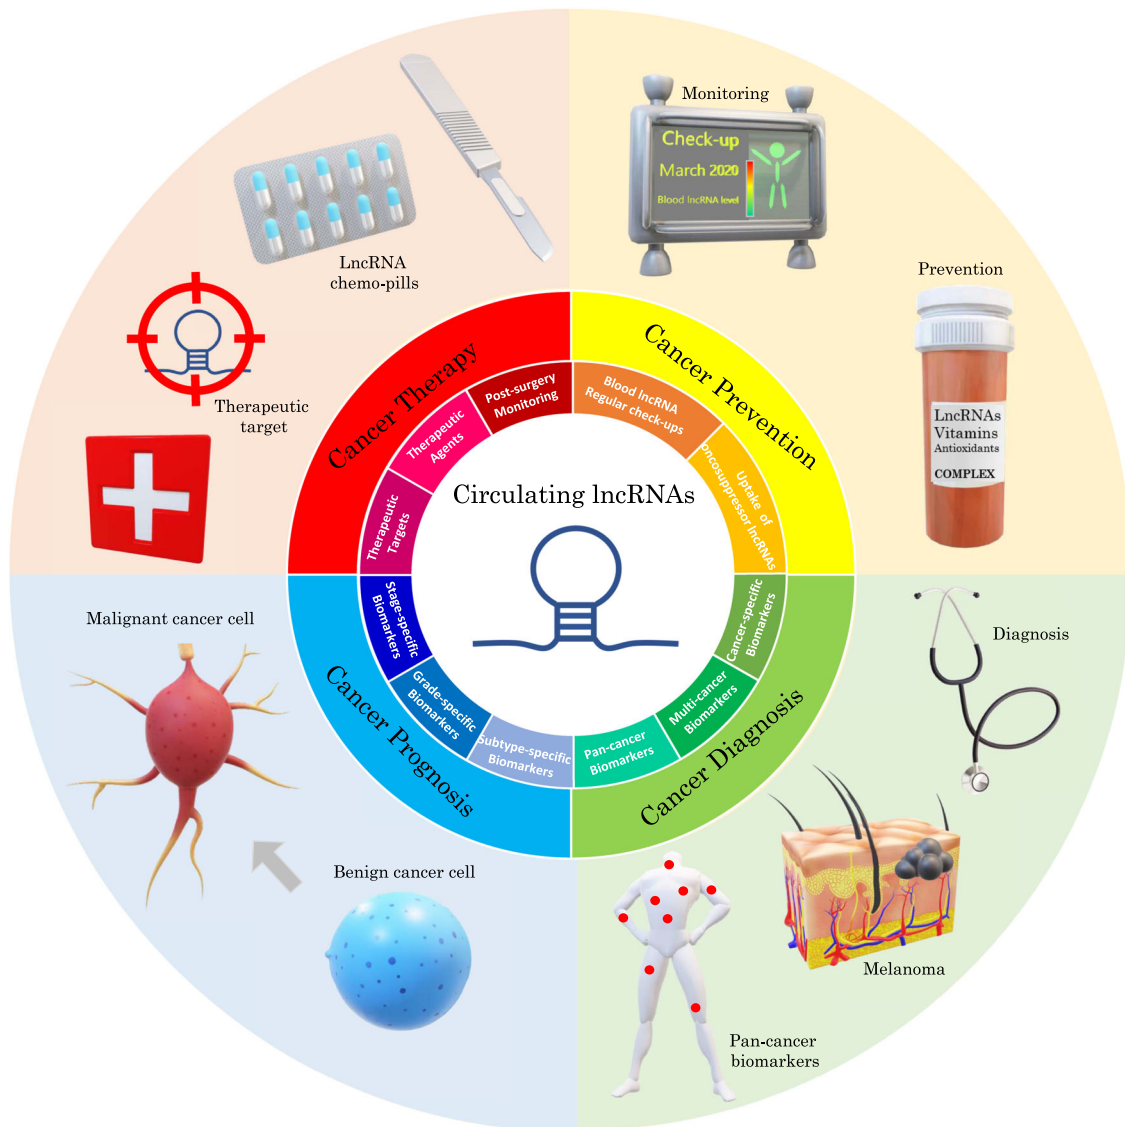 Monitoring
Check-up
March 2020
Blood lncRNA level
LncRNA
chemo-pills
Prevention
LncRNAs
Vitamins
Antioxidants
COMPLEX
Therapeutic
target
Cancer Therapy
Cancer Prevention
Post-surgery
Monitoring
Blood lncRNA
Regular check-ups
Therapeutic
Agents
Uptake of
oncosuppressor lncRNAs
Therapeutic
Targets
Circulating lncRNAs
Stage-specific
Biomarkers
Cancer-specific
Biomarkers
Grade-specific
Biomarkers
Multi-cancer
Biomarkers
Subtype-specific
Biomarkers
Pan-cancer
Biomarkers
Cancer Prognosis
Cancer Diagnosis
Malignant cancer cell
Diagnosis
Benign cancer cell
Melanoma
Pan-cancer
biomarkers